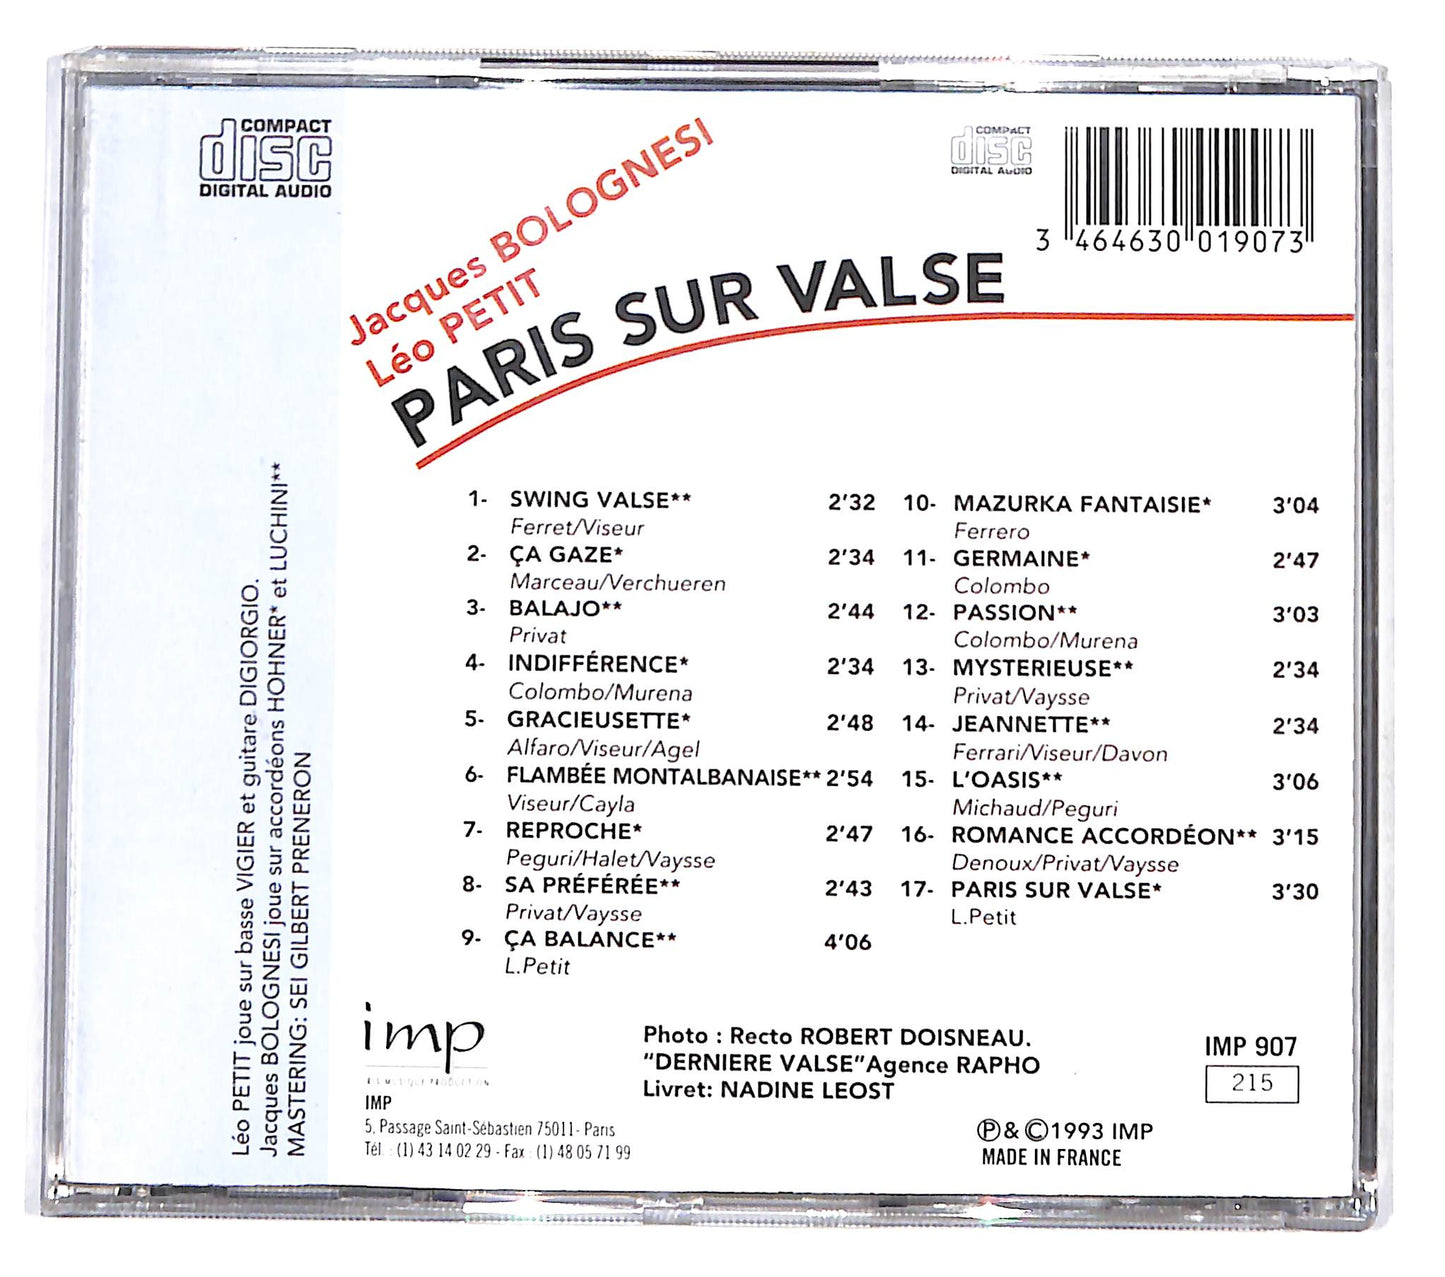 COMPACT
disc
DIGITAL AUDIO
COMPACT
disc
DIGITAL AUDIO
3 464630 019073
Jacques BOLOGNESI
Léo PETIT
PARIS SUR VALSE
1- SWING VALSE** 2'32
Ferret/Viseur
2- ÇA GAZE* 2'34
Marceau/Verchueren
3- BALAJO** 2'44
Privat
4- INDIFFÉRENCE* 2'34
Colombo/Murena
5- GRACIEUSETTE* 2'48
Alfaro/Viseur/Agel
6- FLAMBÉE MONTALBANAISE** 2'54
Viseur/Cayla
7- REPROCHE* 2'47
Peguri/Halet/Vaysse
8- SA PRÉFÉRÉE** 2'43
Privat/Vaysse
9- ÇA BALANCE** 4'06
L.Petit
10- MAZURKA FANTAISIE* 3'04
Ferrero
11- GERMAINE* 2'47
Colombo
12- PASSION** 3'03
Colombo/Murena
13- MYSTERIEUSE** 2'34
Privat/Vaysse
14- JEANNETTE** 2'34
Ferrari/Viseur/Davon
15- L'OASIS** 3'06
Michaud/Peguri
16- ROMANCE ACCORDÉON** 3'15
Denoux/Privat/Vaysse
17- PARIS SUR VALSE* 3'30
L.Petit
Léo PETIT joue sur basse VIGIER et guitare DIGIORGIO.
Jacques BOLOGNESI joue sur accordéons HOHNER* et LUCHINI**
MASTERING: SEI GILBERT PRENERON
imp
MUSIQUE PRODUCTION
IMP
5, Passage Saint-Sébastien 75011- Paris
Tél. : (1) 43 14 02 29 - Fax : (1) 48 05 71 99
Photo : Recto ROBERT DOISNEAU.
"DERNIERE VALSE" Agence RAPHO
Livret: NADINE LEOST
IMP 907
215
℗ & © 1993 IMP
MADE IN FRANCE